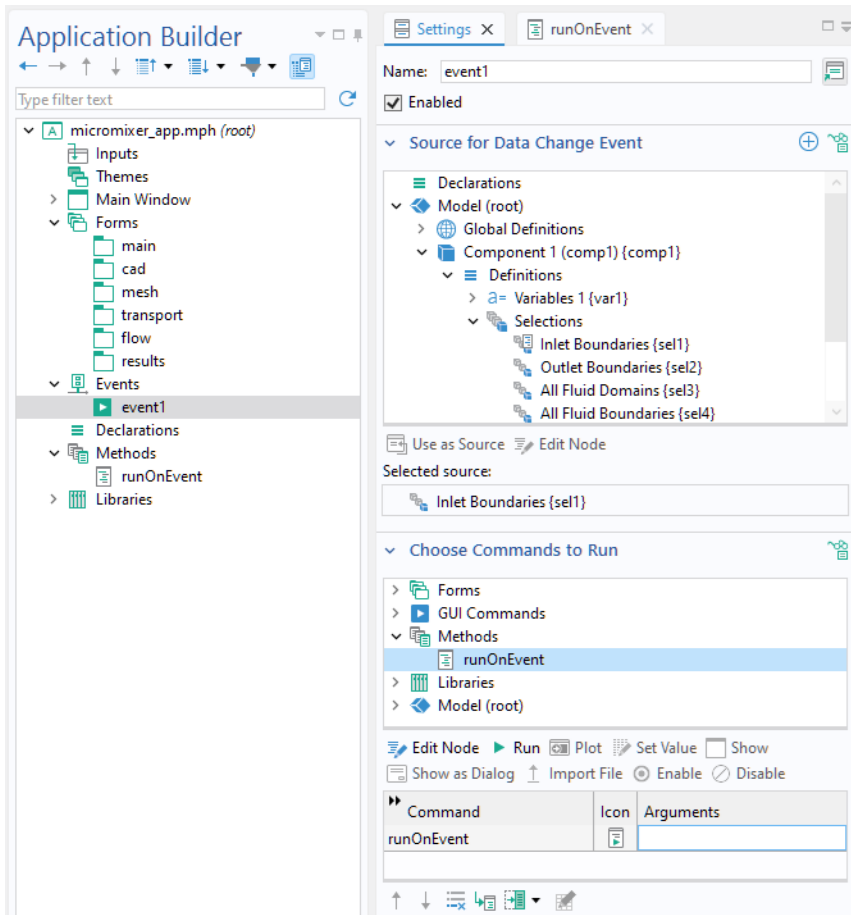 Application Builder
Type filter text
micromixer_app.mph (root)
Inputs
Themes
Main Window
Forms
main
cad
mesh
transport
flow
results
Events
event1
Declarations
Methods
runOnEvent
Libraries
Settings
runOnEvent
Name: event1
Enabled
Source for Data Change Event
Declarations
Model (root)
Global Definitions
Component 1 (comp1) {comp1}
Definitions
a= Variables 1 {var1}
Selections
Inlet Boundaries {sel1}
Outlet Boundaries {sel2}
All Fluid Domains {sel3}
All Fluid Boundaries {sel4}
Use as Source Edit Node
Selected source:
Inlet Boundaries {sel1}
Choose Commands to Run
Forms
GUI Commands
Methods
runOnEvent
Libraries
Model (root)
Edit Node Run Plot Set Value Show
Show as Dialog Import File Enable Disable
Command Icon Arguments
runOnEvent